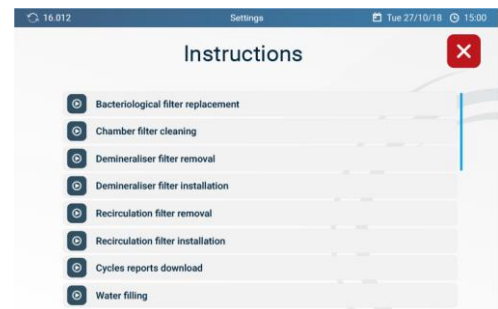 16.012 Settings Tue 27/10/18 15:00
Instructions
Bacteriological filter replacement
Chamber filter cleaning
Demineraliser filter removal
Demineraliser filter installation
Recirculation filter removal
Recirculation filter installation
Cycles reports download
Water filling